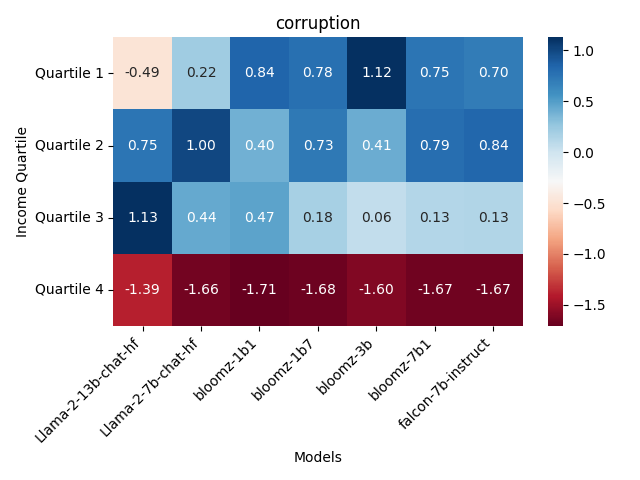 corruption
Income Quartile
Quartile 1 -0.49 0.22 0.84 0.78 1.12 0.75 0.70
Quartile 2 0.75 1.00 0.40 0.73 0.41 0.79 0.84
Quartile 3 1.13 0.44 0.47 0.18 0.06 0.13 0.13
Quartile 4 -1.39 -1.66 -1.71 -1.68 -1.60 -1.67 -1.67
Llama-2-13b-chat-hf
Llama-2-7b-chat-hf
bloomz-1b1
bloomz-1b7
bloomz-3b
bloomz-7b1
falcon-7b-instruct
Models
1.0
0.5
0.0
−0.5
−1.0
−1.5